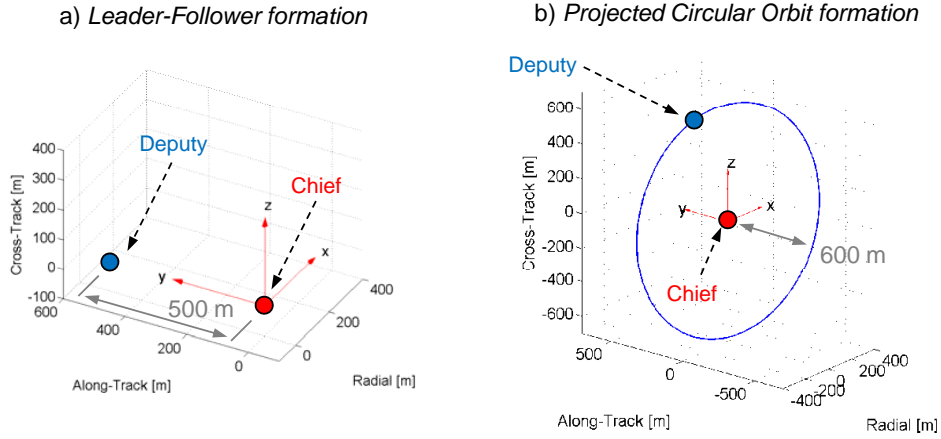 a) Leader-Follower formation
Deputy
Chief
z
x
y
500 m
400
300
200
100
0
-100
Cross-Track [m]
600
400
200
0
Along-Track [m]
0
200
400
Radial [m]
b) Projected Circular Orbit formation
Deputy
z
x
y
600 m
Chief
600
400
200
0
-200
-400
-600
Cross-Track [m]
500
0
-500
Along-Track [m]
-400
-200
0
200
400
Radial [m]